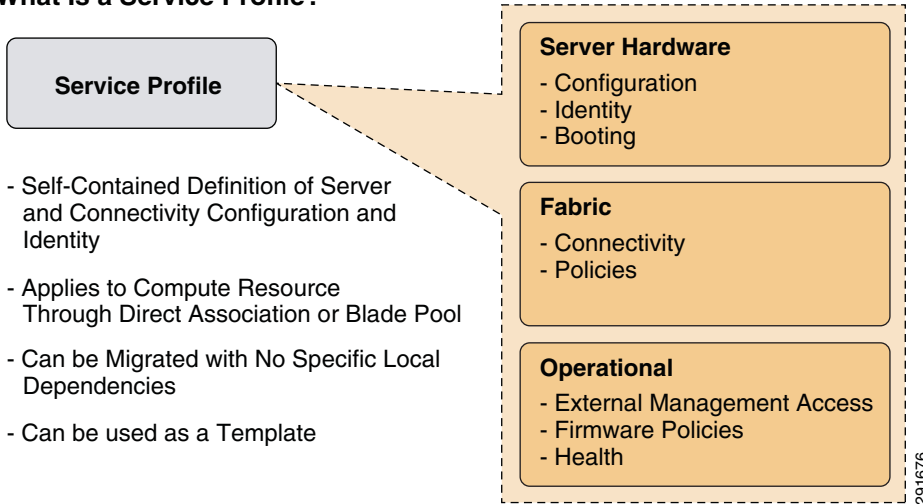 What is a Service Profile?
Service Profile
- Self-Contained Definition of Server
and Connectivity Configuration and
Identity
- Applies to Compute Resource
Through Direct Association or Blade Pool
- Can be Migrated with No Specific Local
Dependencies
- Can be used as a Template
Server Hardware
- Configuration
- Identity
- Booting
Fabric
- Connectivity
- Policies
Operational
- External Management Access
- Firmware Policies
- Health
291676